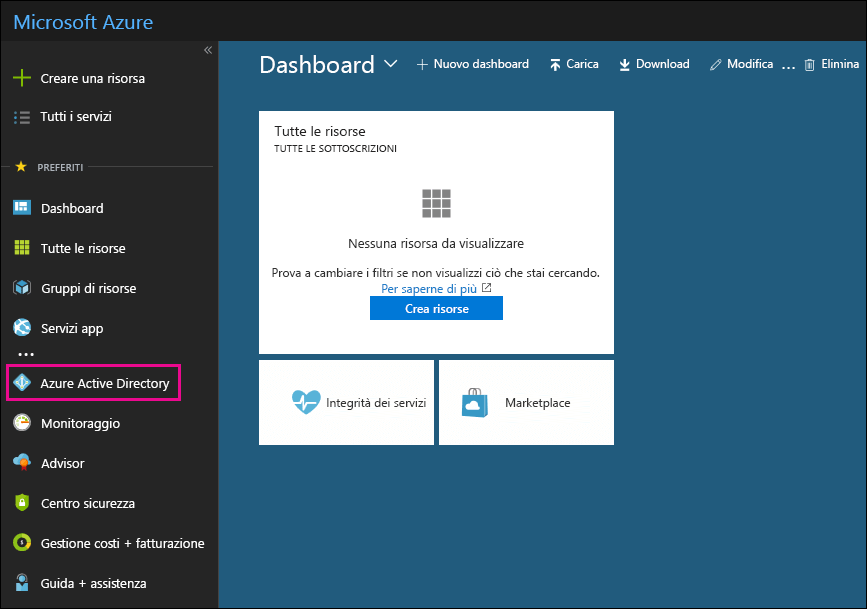 Microsoft Azure
«
Creare una risorsa
Tutti i servizi
PREFERITI
Dashboard
Tutte le risorse
Gruppi di risorse
Servizi app
...
Azure Active Directory
Monitoraggio
Advisor
Centro sicurezza
Gestione costi + fatturazione
Guida + assistenza
Dashboard + Nuovo dashboard Carica Download Modifica ... Elimina
Tutte le risorse
TUTTE LE SOTTOSCRIZIONI
Nessuna risorsa da visualizzare
Prova a cambiare i filtri se non visualizzi ciò che stai cercando.
Per saperne di più
Crea risorse
Integrità dei servizi
Marketplace